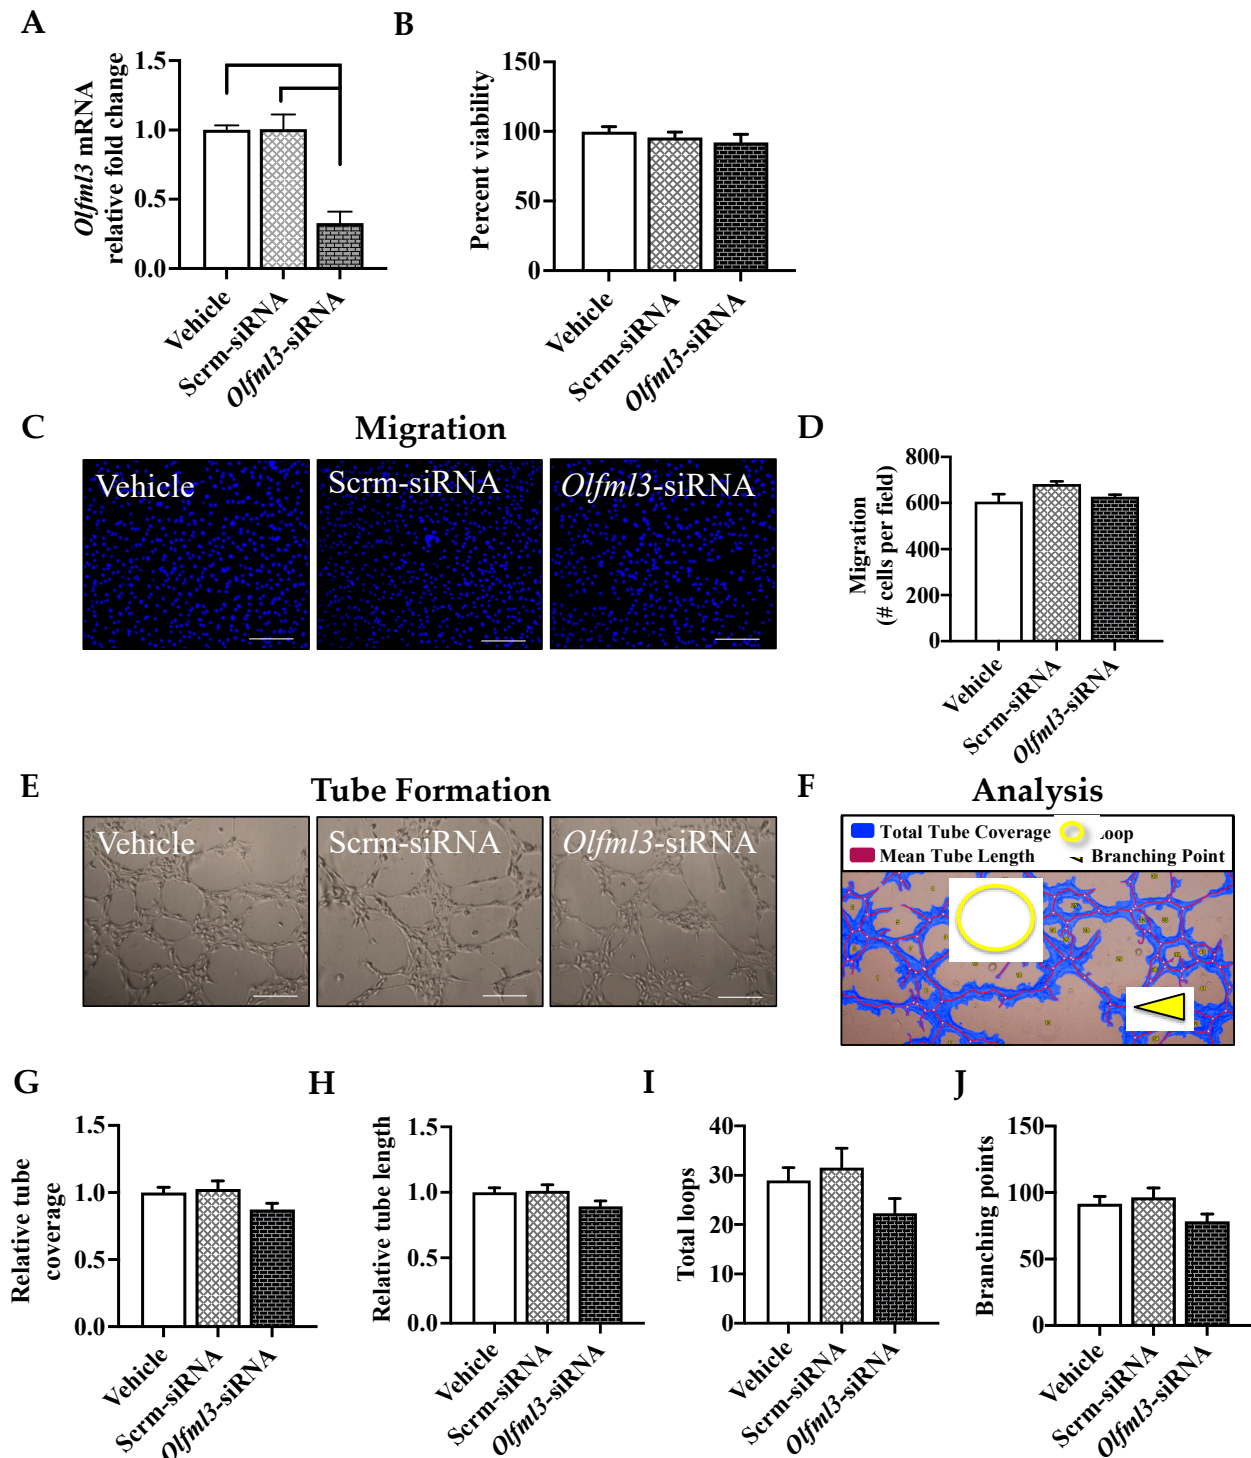 A
B
1.5
1.0
0.5
0.0
Olfml3 mRNA
relative fold change
Vehicle
Scrm-siRNA
Olfml3-siRNA
150
100
50
0
Percent viability
Vehicle
Scrm-siRNA
Olfml3-siRNA
C
Migration
Vehicle
Scrm-siRNA
Olfml3-siRNA
D
800
600
400
200
0
Migration
(# cells per field)
Vehicle
Scrm-siRNA
Olfml3-siRNA
E
Tube Formation
Vehicle
Scrm-siRNA
Olfml3-siRNA
F
Analysis
Total Tube Coverage
Mean Tube Length
Branching Point
G
1.5
1.0
0.5
0.0
Relative tube
coverage
Vehicle
Scrm-siRNA
Olfml3-siRNA
H
1.5
1.0
0.5
0.0
Relative tube length
Vehicle
Scrm-siRNA
Olfml3-siRNA
I
40
30
20
10
0
Total loops
Vehicle
Scrm-siRNA
Olfml3-siRNA
J
150
100
50
0
Branching points
Vehicle
Scrm-siRNA
Olfml3-siRNA